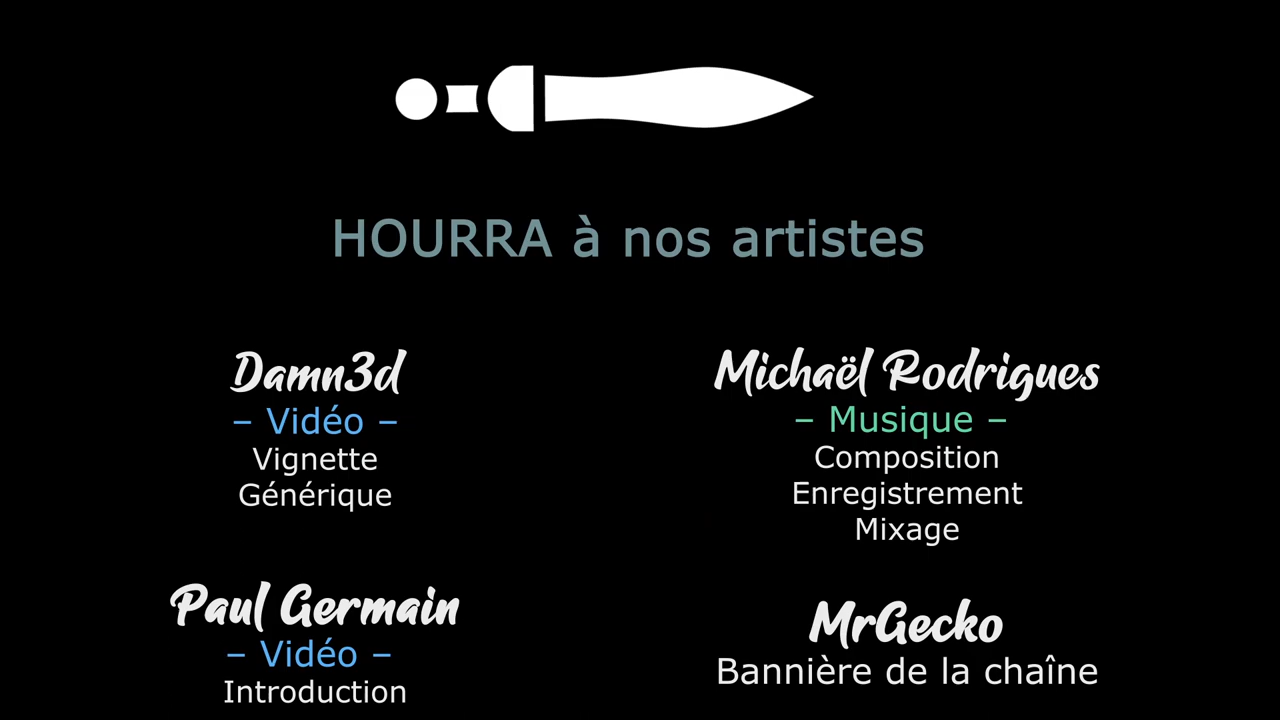 HOURRA à nos artistes
Damn3d
– Vidéo –
Vignette
Générique
Michaël Rodrigues
– Musique –
Composition
Enregistrement
Mixage
Paul Germain
– Vidéo –
Introduction
MrGecko
Bannière de la chaîne